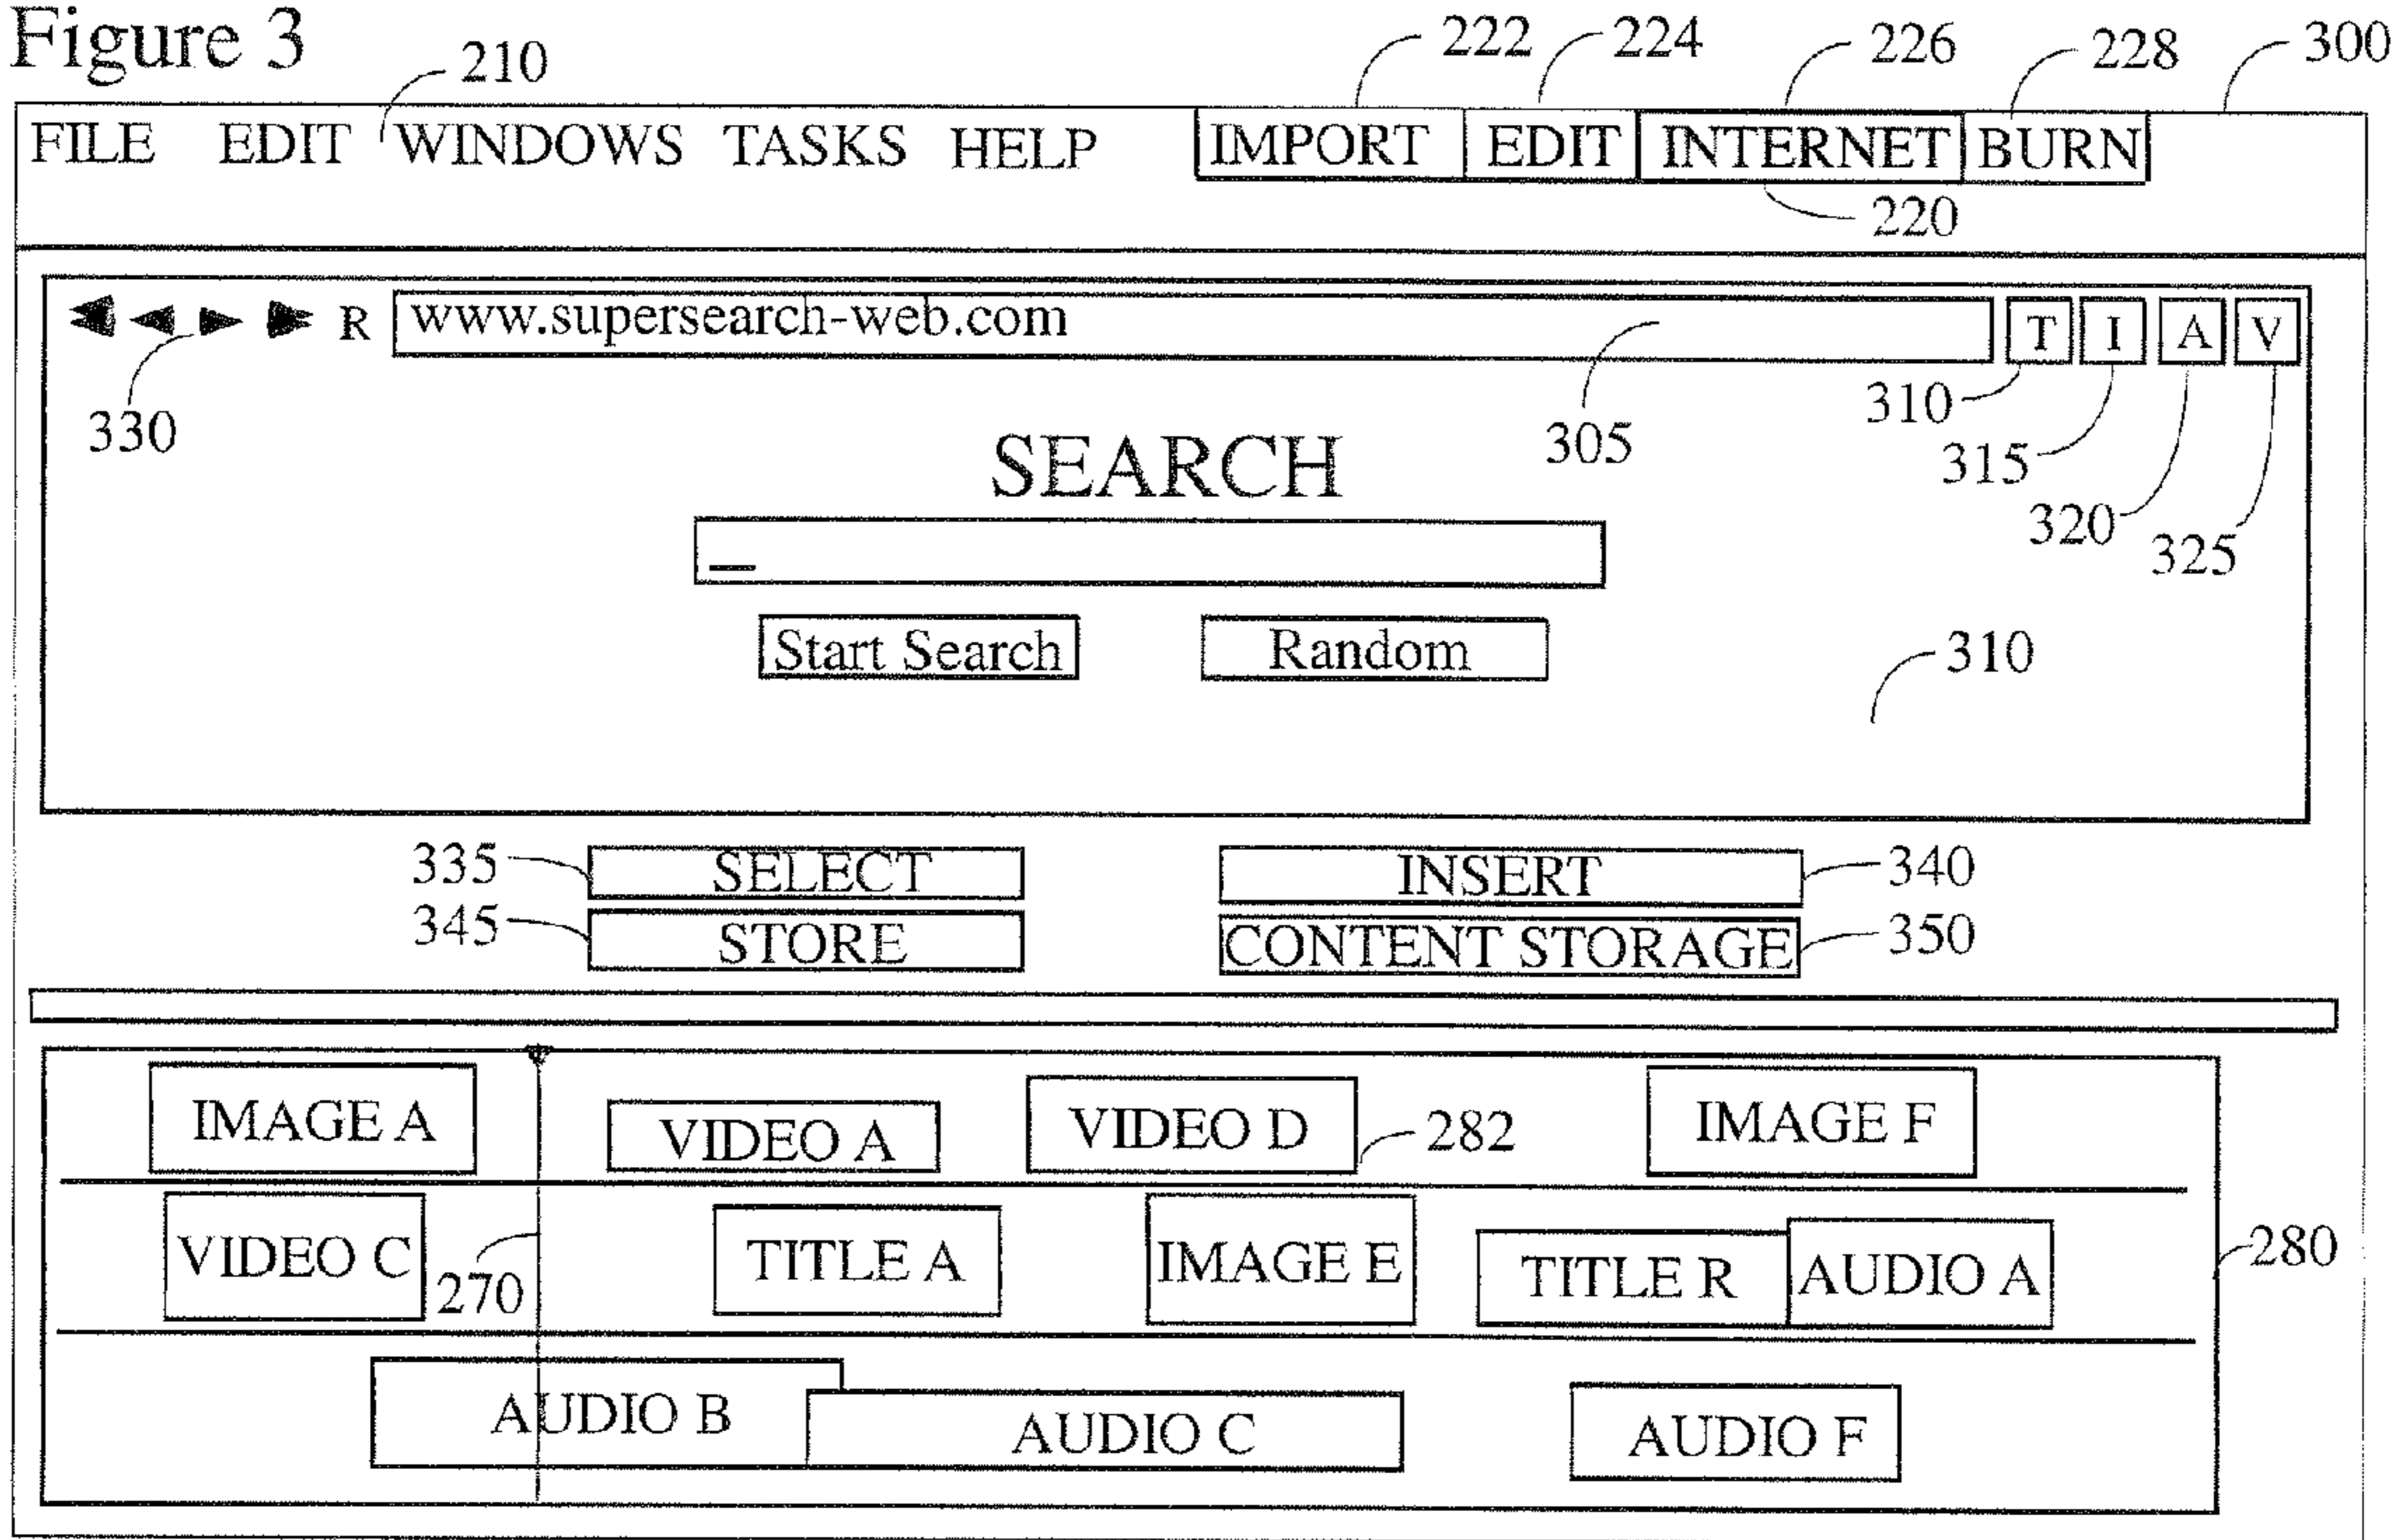 Figure 3
210 222 224 226 228 300
FILE EDIT WINDOWS TASKS HELP IMPORT EDIT INTERNET BURN
220
R www.supersearch-web.com T I A V
330 305 310
SEARCH 315
320
_ 325
Start Search Random 310
335 SELECT INSERT 340
345 STORE CONTENT STORAGE 350
IMAGE A VIDEO A VIDEO D 282 IMAGE F
VIDEO C 270 TITLE A IMAGE E TITLE R AUDIO A 280
AUDIO B AUDIO C AUDIO F